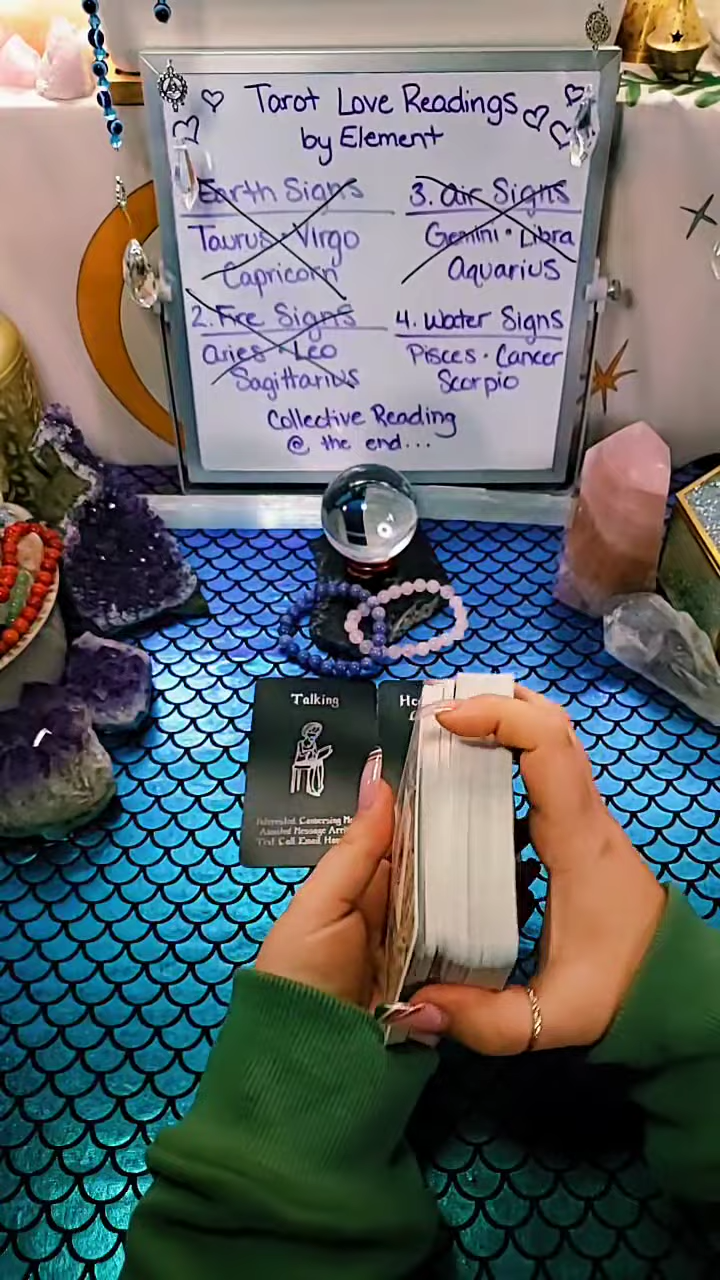 Tarot Love Readings
by Element
Earth Signs
Taurus • Virgo
Capricorn
2. Fire Signs
Aries • Leo
Sagittarius
3. Air Signs
Gemini • Libra
Aquarius
4. Water Signs
Pisces • Cancer
Scorpio
Collective Reading
@ the end...
Talking